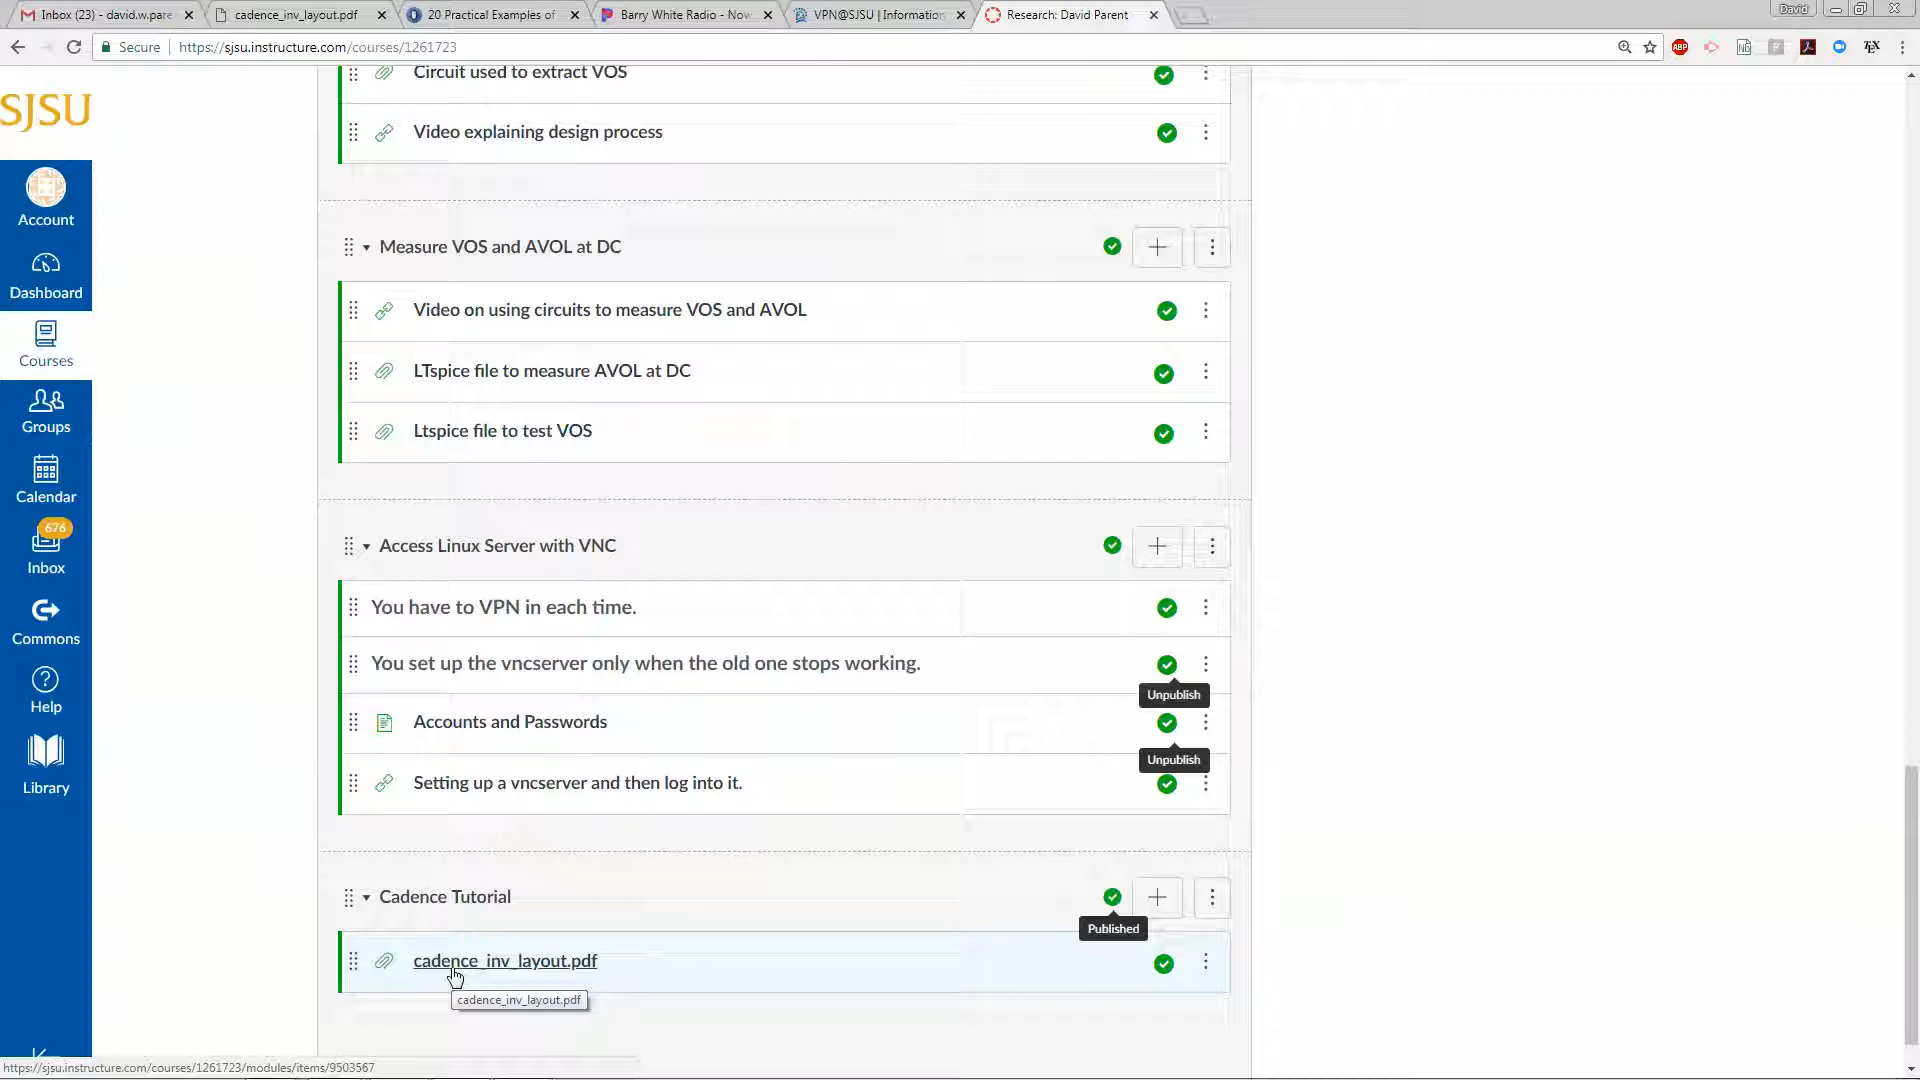 Inbox (23) - david.w.pare
cadence_inv_layout.pdf
20 Practical Examples of
Barry White Radio - Now
VPN@SJSU | Information
Research: David Parent
David
Secure
https://sjsu.instructure.com/courses/1261723
ABP
Nb
P
TEX
SJSU
Account
Dashboard
Courses
Groups
Calendar
676
Inbox
Commons
Help
Library
Circuit used to extract VOS
Video explaining design process
Measure VOS and AVOL at DC
Video on using circuits to measure VOS and AVOL
LTspice file to measure AVOL at DC
Ltspice file to test VOS
Access Linux Server with VNC
You have to VPN in each time.
You set up the vncserver only when the old one stops working.
Unpublish
Accounts and Passwords
Unpublish
Setting up a vncserver and then log into it.
Cadence Tutorial
Published
cadence_inv_layout.pdf
cadence_inv_layout.pdf
https://sjsu.instructure.com/courses/1261723/modules/items/9503567